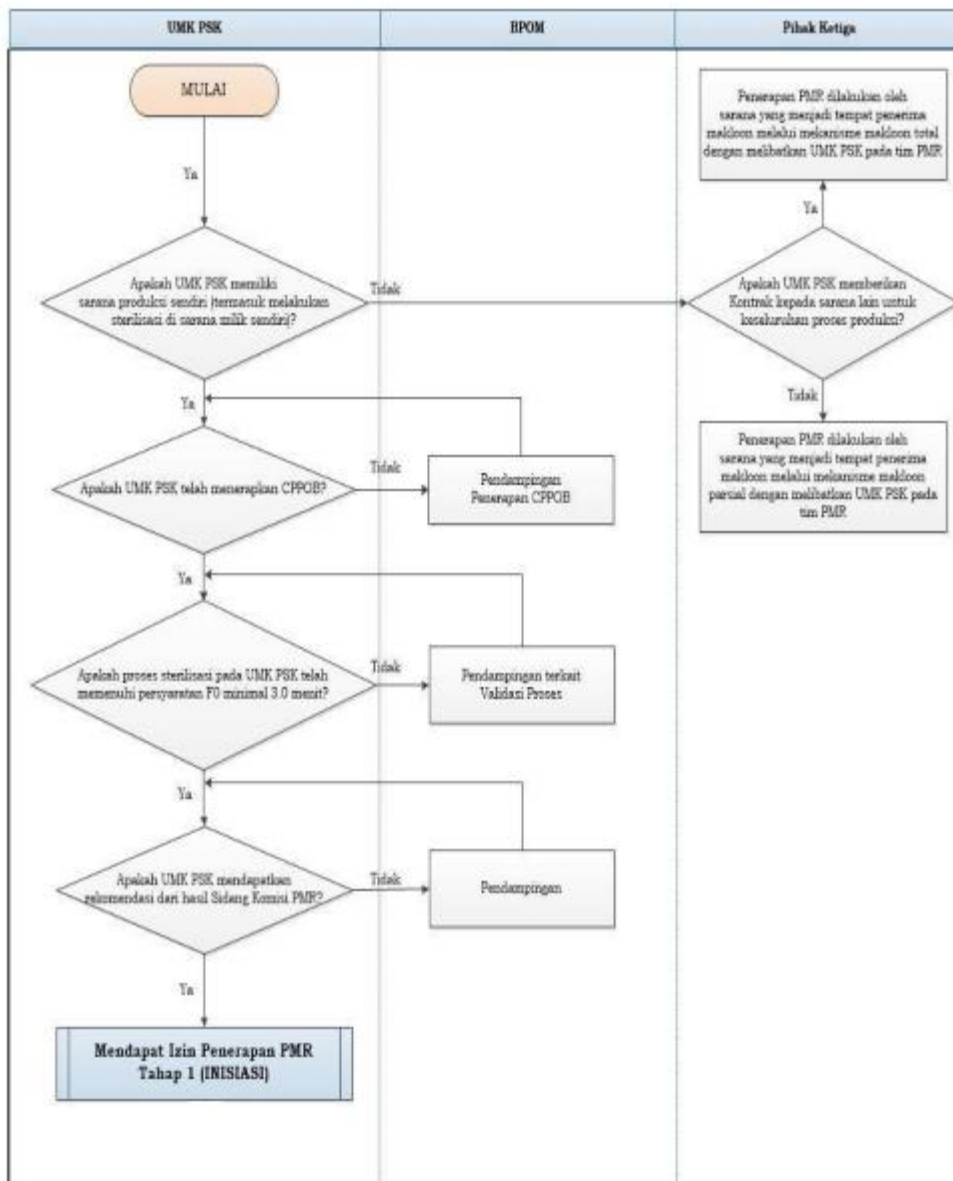 UMK PSK
BPOM
Pihak Ketiga
MULAI
Penerapan PMR dilakukan oleh
sarana yang menjadi tempat penerima
makloon melalui mekanisme makloon total
dengan melibatkan UMK PSK pada tim PMR
Ya
Ya
Apakah UMK PSK memiliki
sarana produksi sendiri (termasuk melakukan
sterilisasi di sarana milik sendiri)?
Tidak
Apakah UMK PSK memberikan
Kontrak kepada sarana lain untuk
keseluruhan proses produksi?
Ya
Tidak
Apakah UMK PSK telah menerapkan CPPOB?
Tidak
Pendampingan
Penerapan CPPOB
Penerapan PMR dilakukan oleh
sarana yang menjadi tempat penerima
makloon melalui mekanisme makloon
parsial dengan melibatkan UMK PSK pada
tim PMR
Ya
Apakah proses sterilisasi pada UMK PSK telah
memenuhi persyaratan F0 minimal 3.0 menit?
Tidak
Pendampingan terkait
Validasi Proses
Ya
Apakah UMK PSK mendapatkan
rekomendasi dari hasil Sidang Komisi PMR?
Tidak
Pendampingan
Ya
Mendapat Izin Penerapan PMR
Tahap 1 (INISIASI)